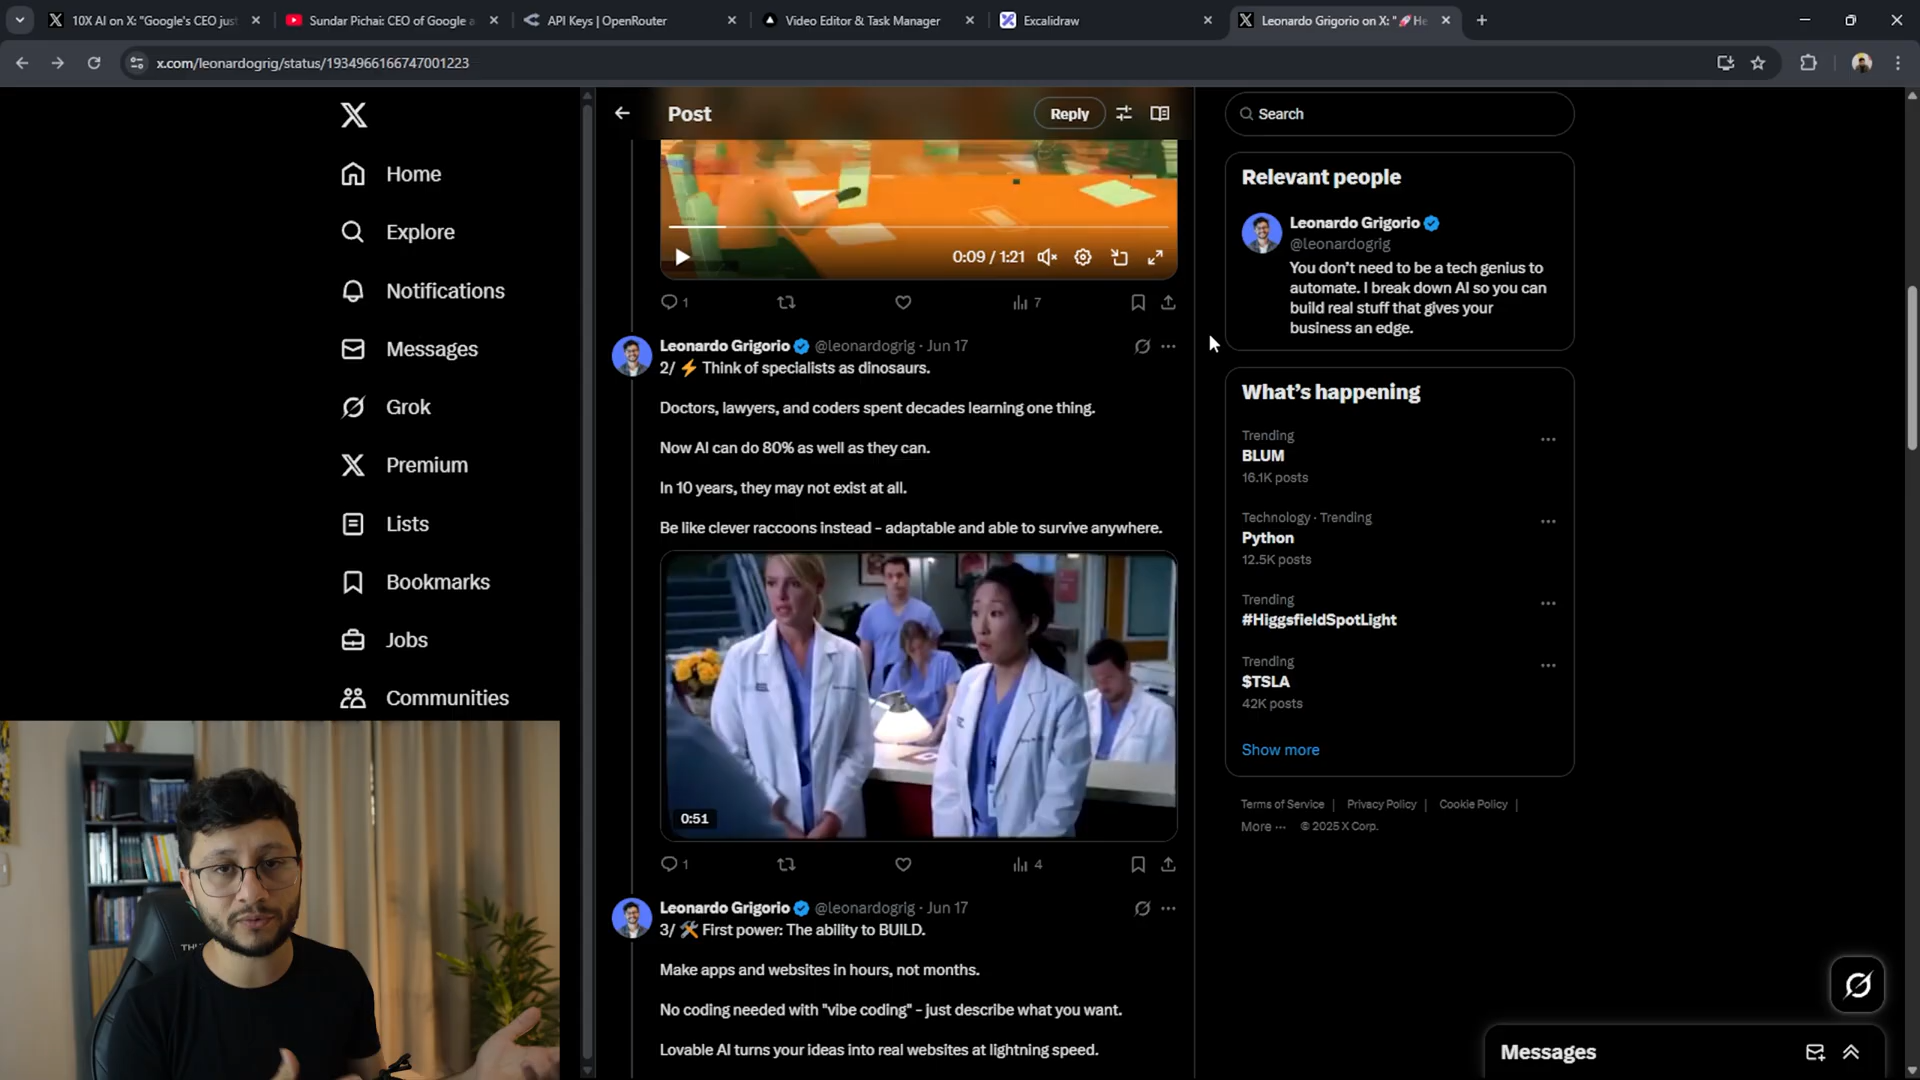 10X AI on X: "Google's CEO jus
Sundar Pichai: CEO of Google a
API Keys | OpenRouter
Video Editor & Task Manager
Excalidraw
Leonardo Grigorio on X: "🚀He
x.com/leonardogrig/status/1934966166747001223
Home
Explore
Notifications
Messages
Grok
Premium
Lists
Bookmarks
Jobs
Communities
Post
Reply
0:09 / 1:21
1
7
Leonardo Grigorio @leonardogrig · Jun 17
2/ ⚡ Think of specialists as dinosaurs.
Doctors, lawyers, and coders spent decades learning one thing.
Now AI can do 80% as well as they can.
In 10 years, they may not exist at all.
Be like clever raccoons instead – adaptable and able to survive anywhere.
0:51
1
4
Leonardo Grigorio @leonardogrig · Jun 17
3/ 🛠️ First power: The ability to BUILD.
Make apps and websites in hours, not months.
No coding needed with "vibe coding" – just describe what you want.
Lovable AI turns your ideas into real websites at lightning speed.
Search
Relevant people
Leonardo Grigorio
@leonardogrig
You don't need to be a tech genius to
automate. I break down AI so you can
build real stuff that gives your
business an edge.
What's happening
Trending
BLUM
16.1K posts
Technology · Trending
Python
12.5K posts
Trending
#HiggsfieldSpotLight
Trending
$TSLA
42K posts
Show more
Terms of Service |
Privacy Policy |
Cookie Policy |
More ···
© 2025 X Corp.
Messages